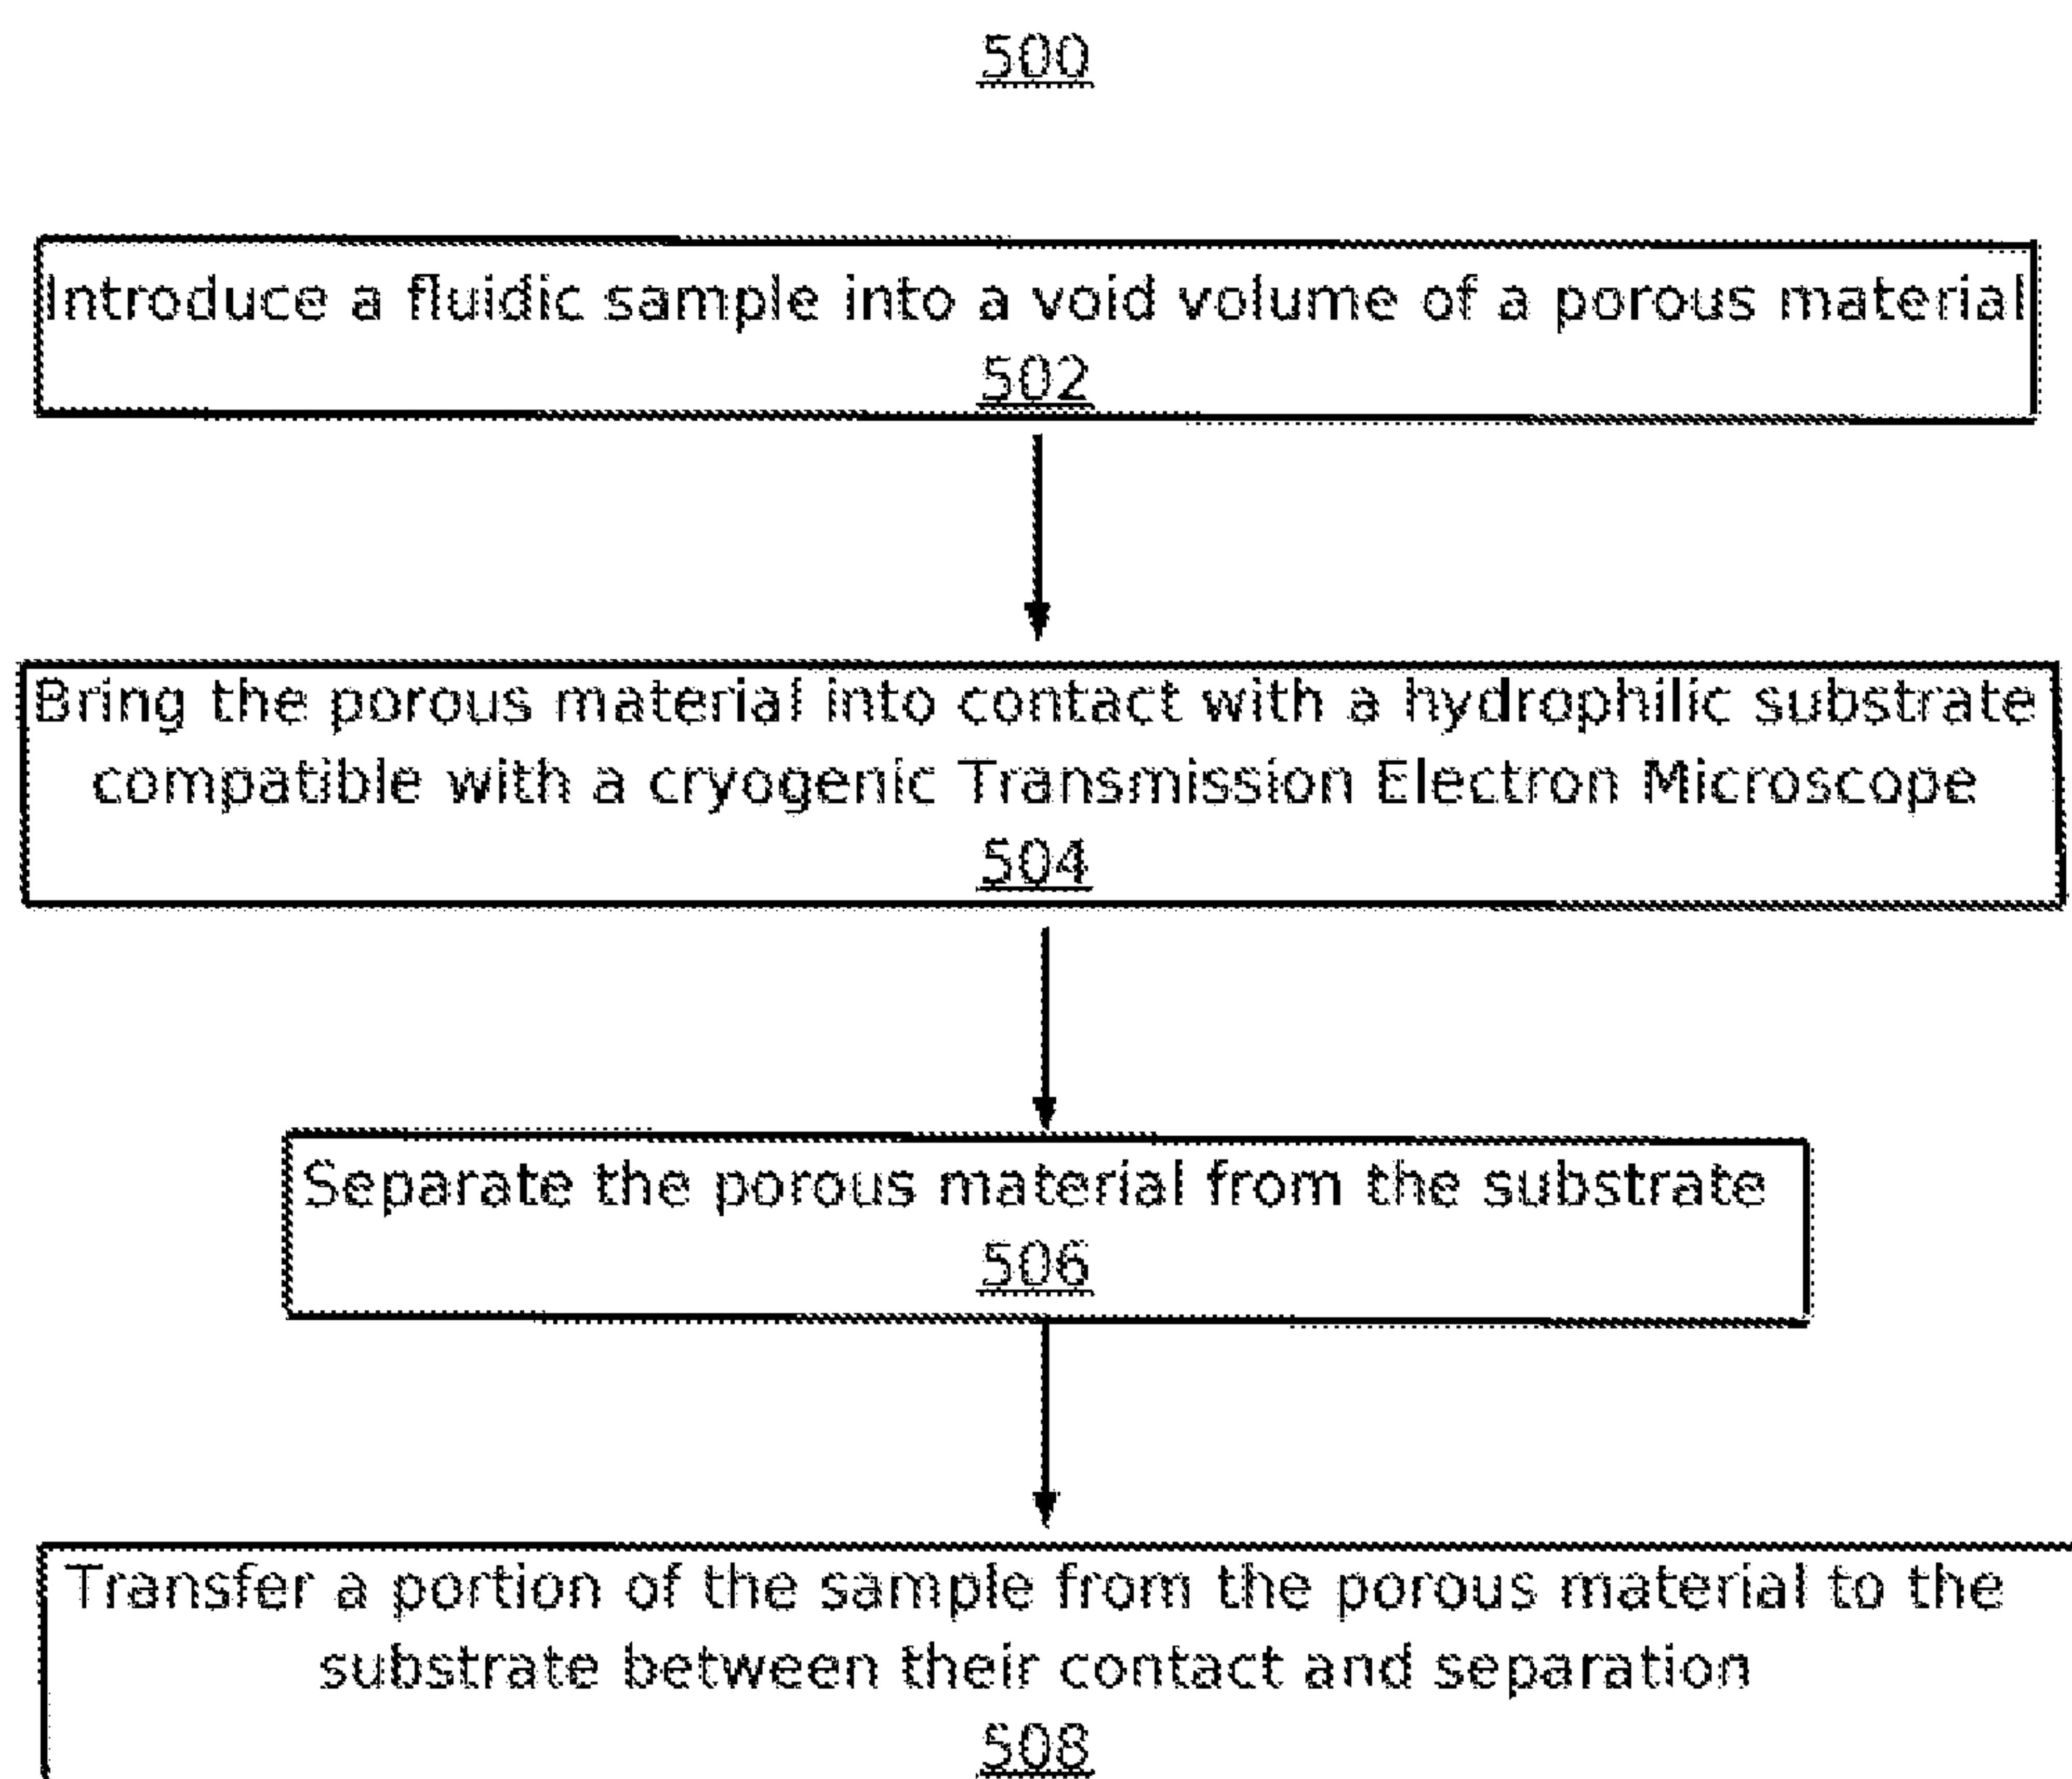 500
Introduce a fluidic sample into a void volume of a porous material
502
Bring the porous material into contact with a hydrophilic substrate
compatible with a cryogenic Transmission Electron Microscope
504
Separate the porous material from the substrate
506
Transfer a portion of the sample from the porous material to the
substrate between their contact and separation
508